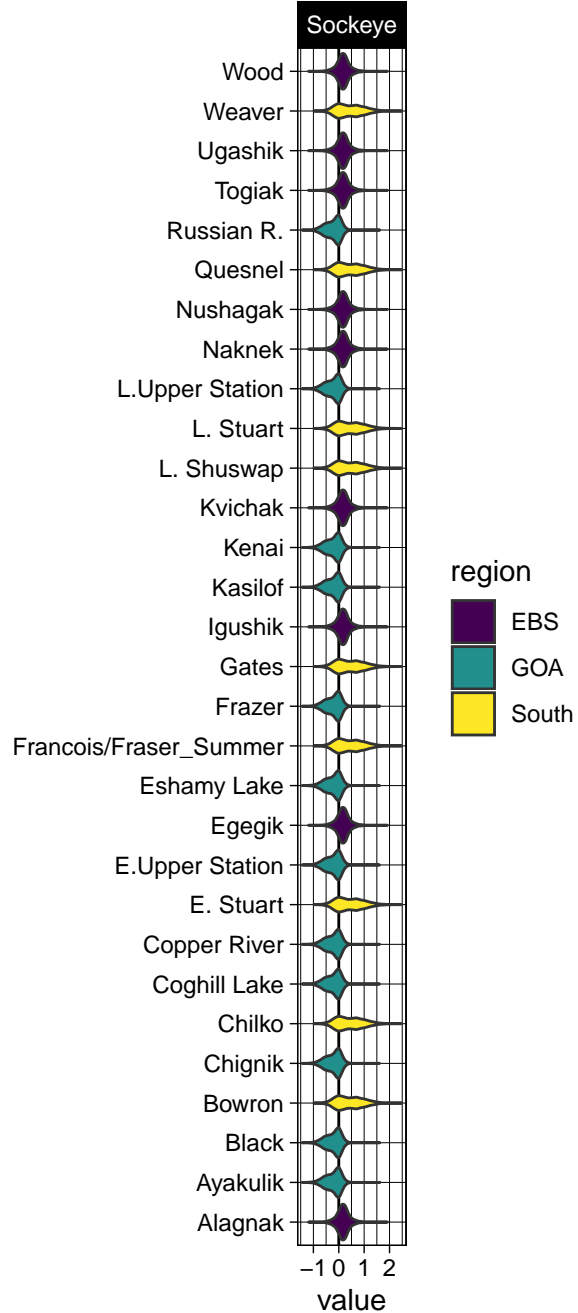 Sockeye
Wood
Weaver
Ugashik
Togiak
Russian R.
Quesnel
Nushagak
Naknek
L.Upper Station
L. Stuart
L. Shuswap
Kvichak
Kenai
Kasilof
Igushik
Gates
Frazer
Francois/Fraser_Summer
Eshamy Lake
Egegik
E.Upper Station
E. Stuart
Copper River
Coghill Lake
Chilko
Chignik
Bowron
Black
Ayakulik
Alagnak
−1 0 1 2
value
region
EBS
GOA
South